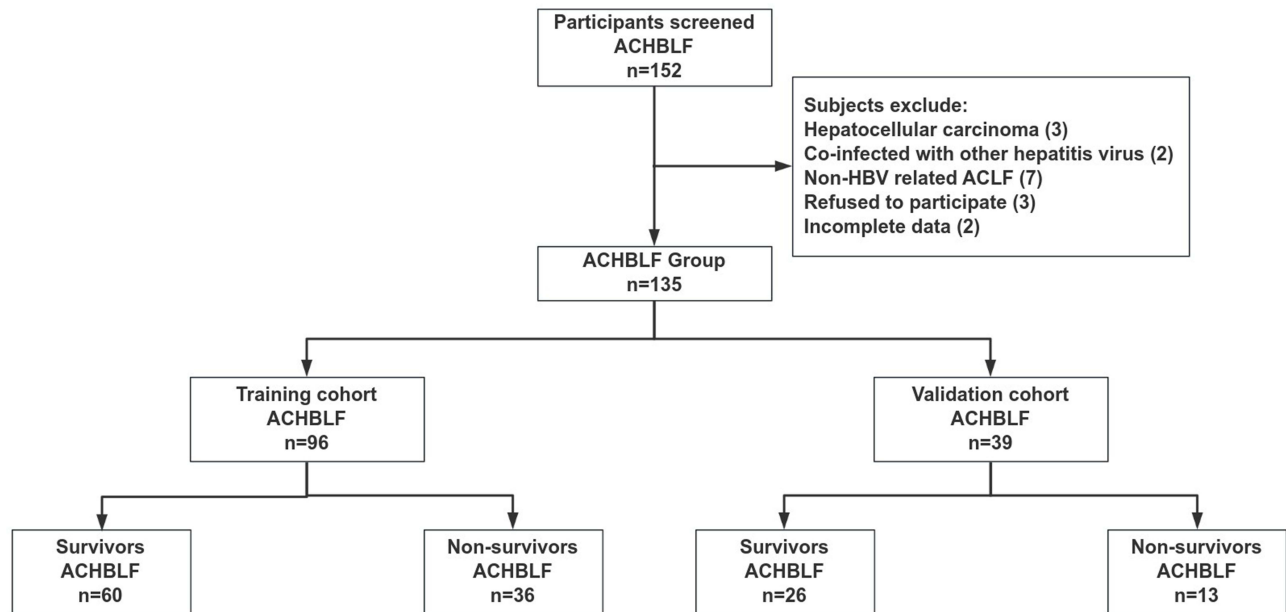 Participants screened
ACHBLF
n=152
Subjects exclude:
Hepatocellular carcinoma (3)
Co-infected with other hepatitis virus (2)
Non-HBV related ACLF (7)
Refused to participate (3)
Incomplete data (2)
ACHBLF Group
n=135
Training cohort
ACHBLF
n=96
Validation cohort
ACHBLF
n=39
Survivors
ACHBLF
n=60
Non-survivors
ACHBLF
n=36
Survivors
ACHBLF
n=26
Non-survivors
ACHBLF
n=13